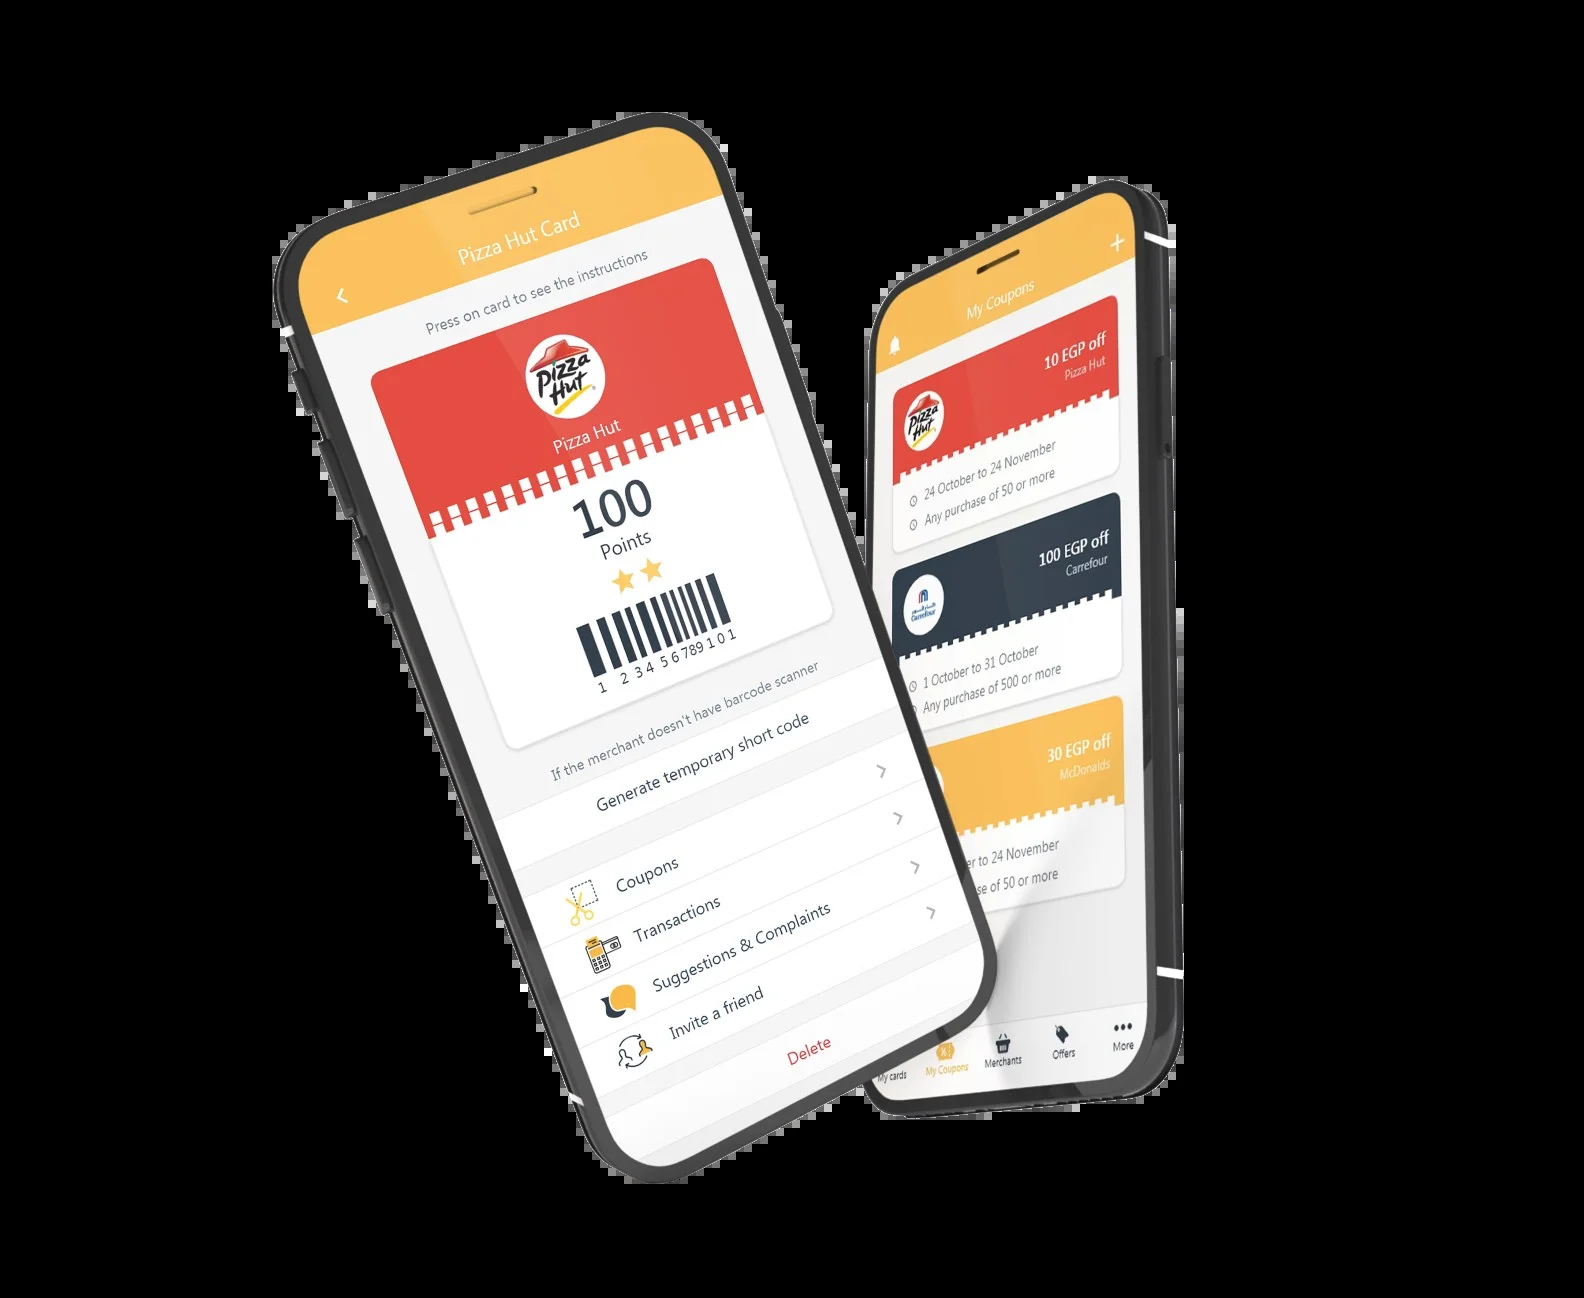 Pizza Hut Card
Press on card to see the instructions
Pizza
Hut
Pizza Hut
100
Points
1 2 3 4 5 6 789 1 0 1
If the merchant doesn't have barcode scanner
Generate temporary short code
Coupons
Transactions
Suggestions & Complaints
Invite a friend
Delete
My Coupons
10 EGP off
Pizza Hut
Pizza
Hut
24 October to 24 November
Any purchase of 50 or more
100 EGP off
Carrefour
كارفور
Carrefour
1 October to 31 October
Any purchase of 500 or more
30 EGP off
McDonalds
er to 24 November
se of 50 or more
My cards
My Coupons
Merchants
Offers
More